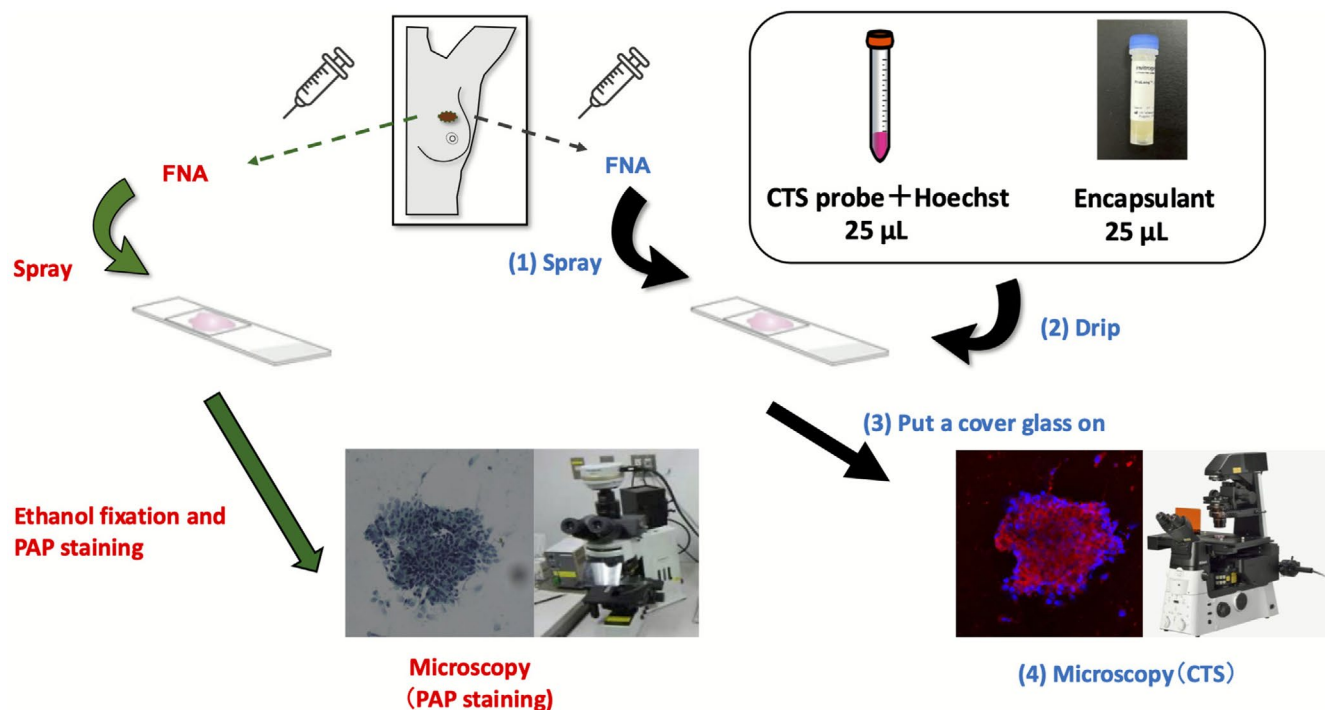 FNA
Spray
Ethanol fixation and
PAP staining
Microscopy
(PAP staining)
FNA
(1) Spray
CTS probe＋Hoechst
25 μL
Encapsulant
25 μL
(2) Drip
(3) Put a cover glass on
(4) Microscopy（CTS）